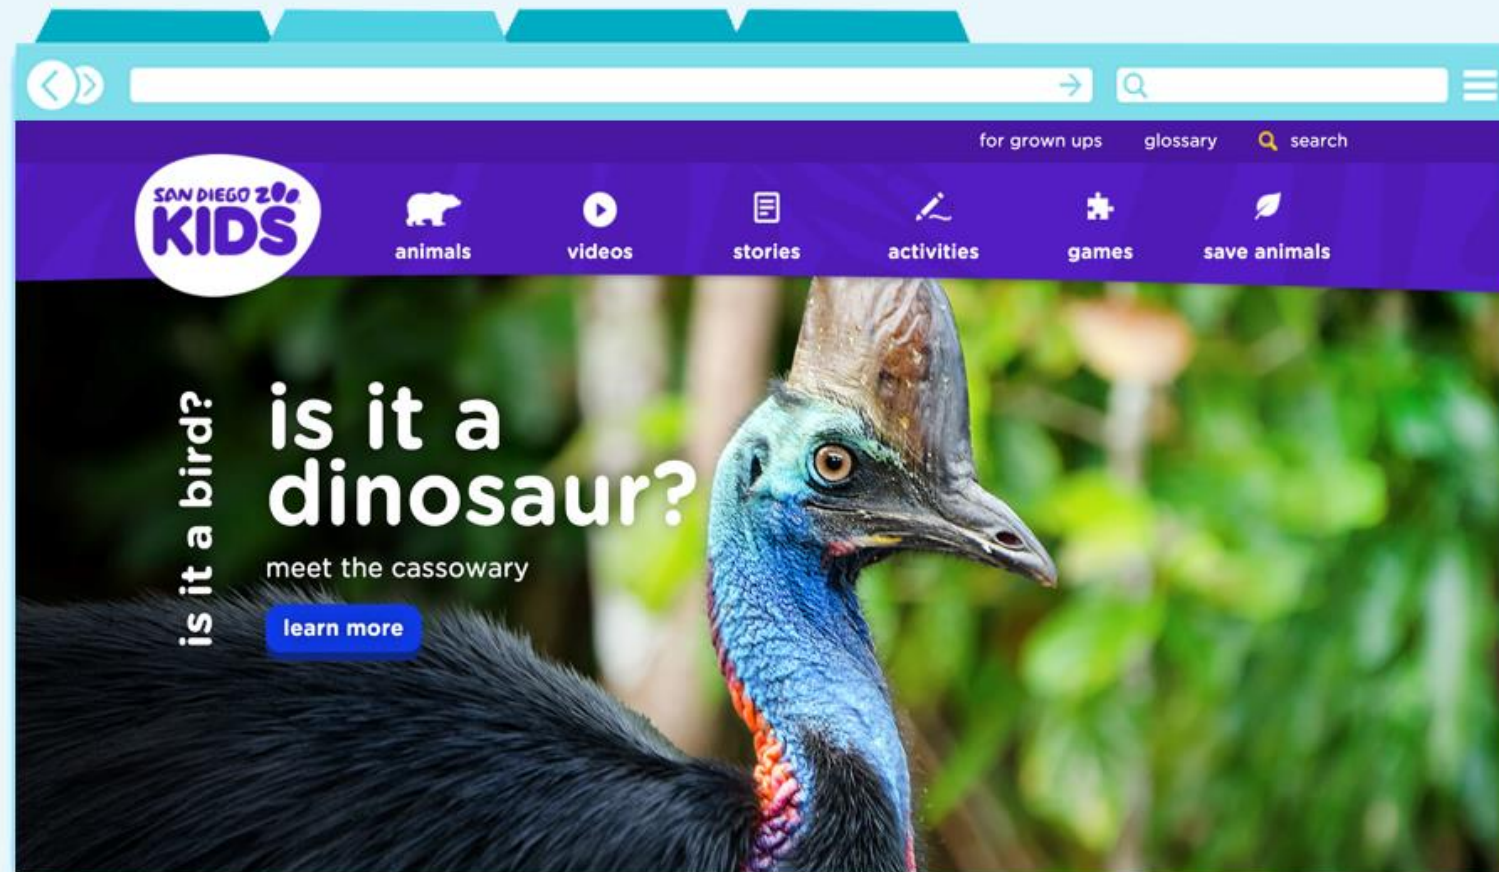 for grown ups
glossary
search
SAN DIEGO ZOO
KIDS
animals
videos
stories
activities
games
save animals
is it a bird?
is it a
dinosaur?
meet the cassowary
learn more